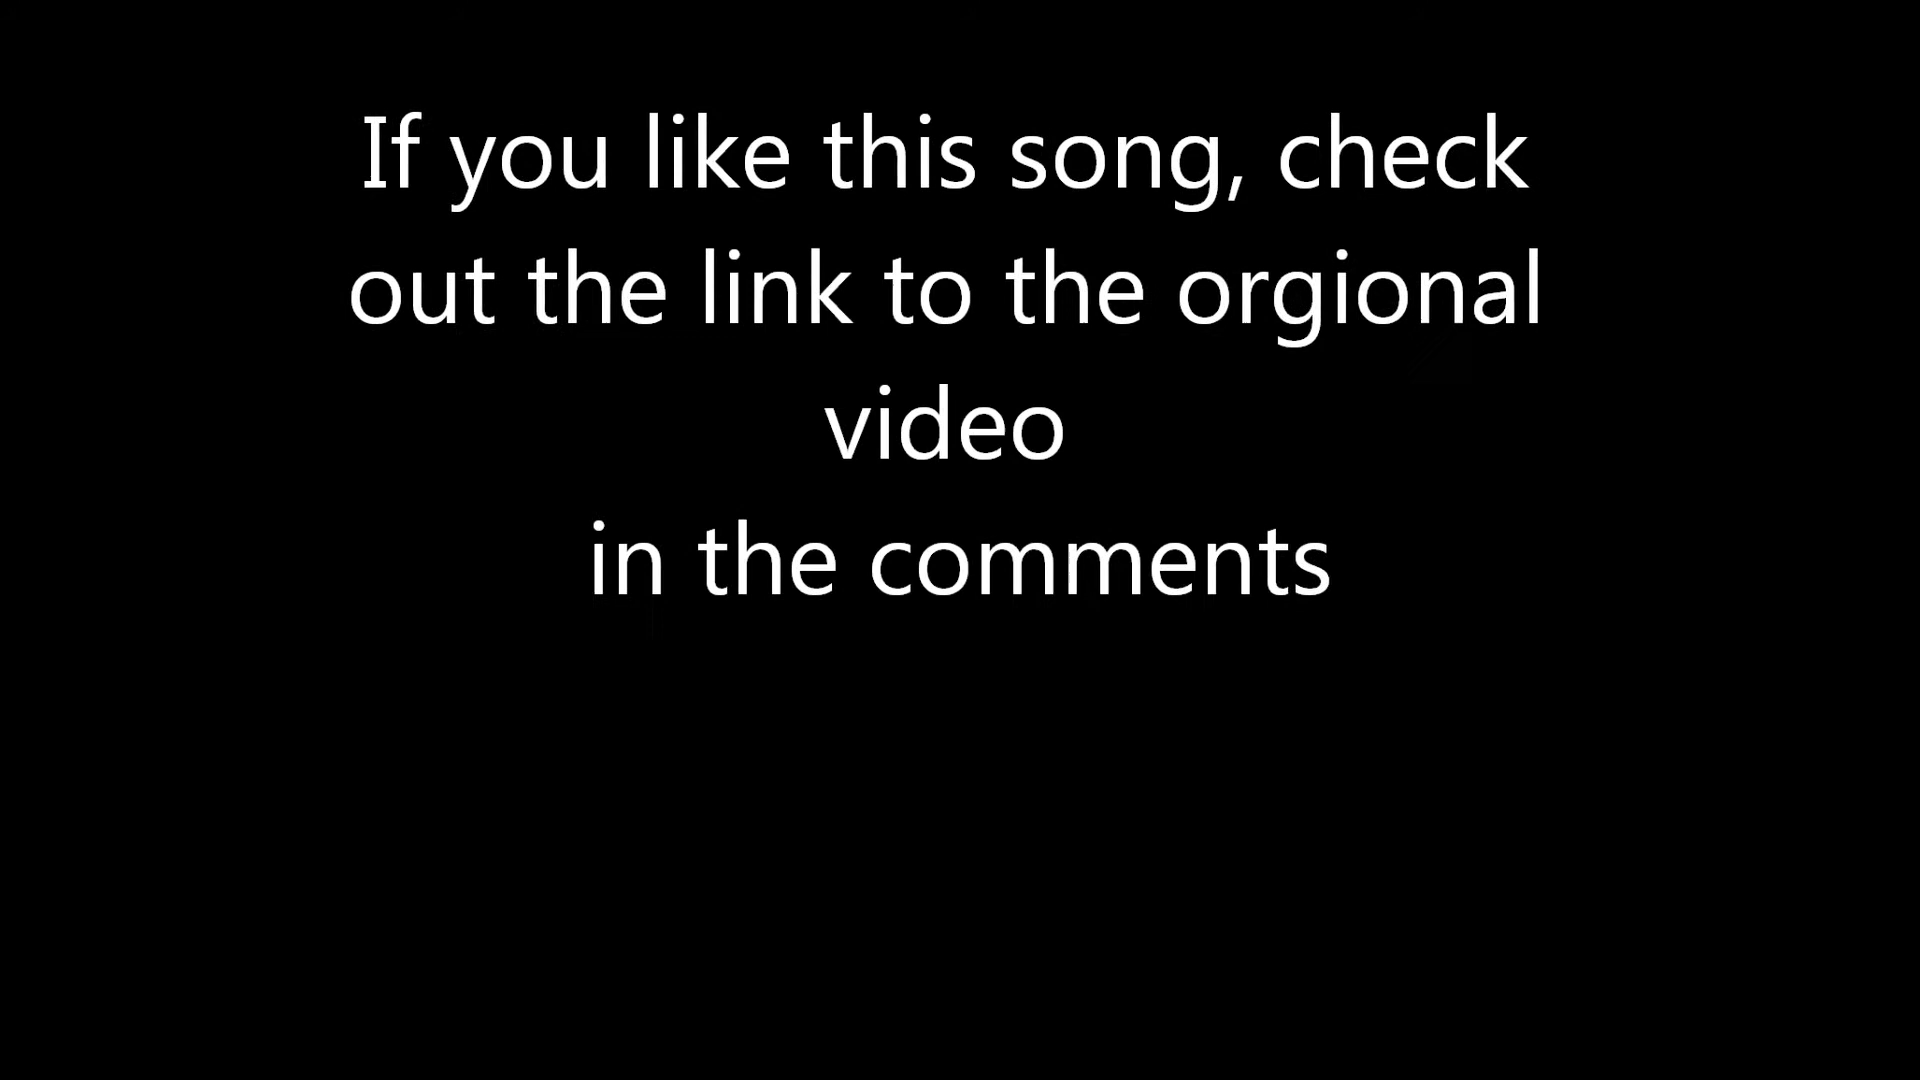 If you like this song, check
out the link to the orgional
video
in the comments